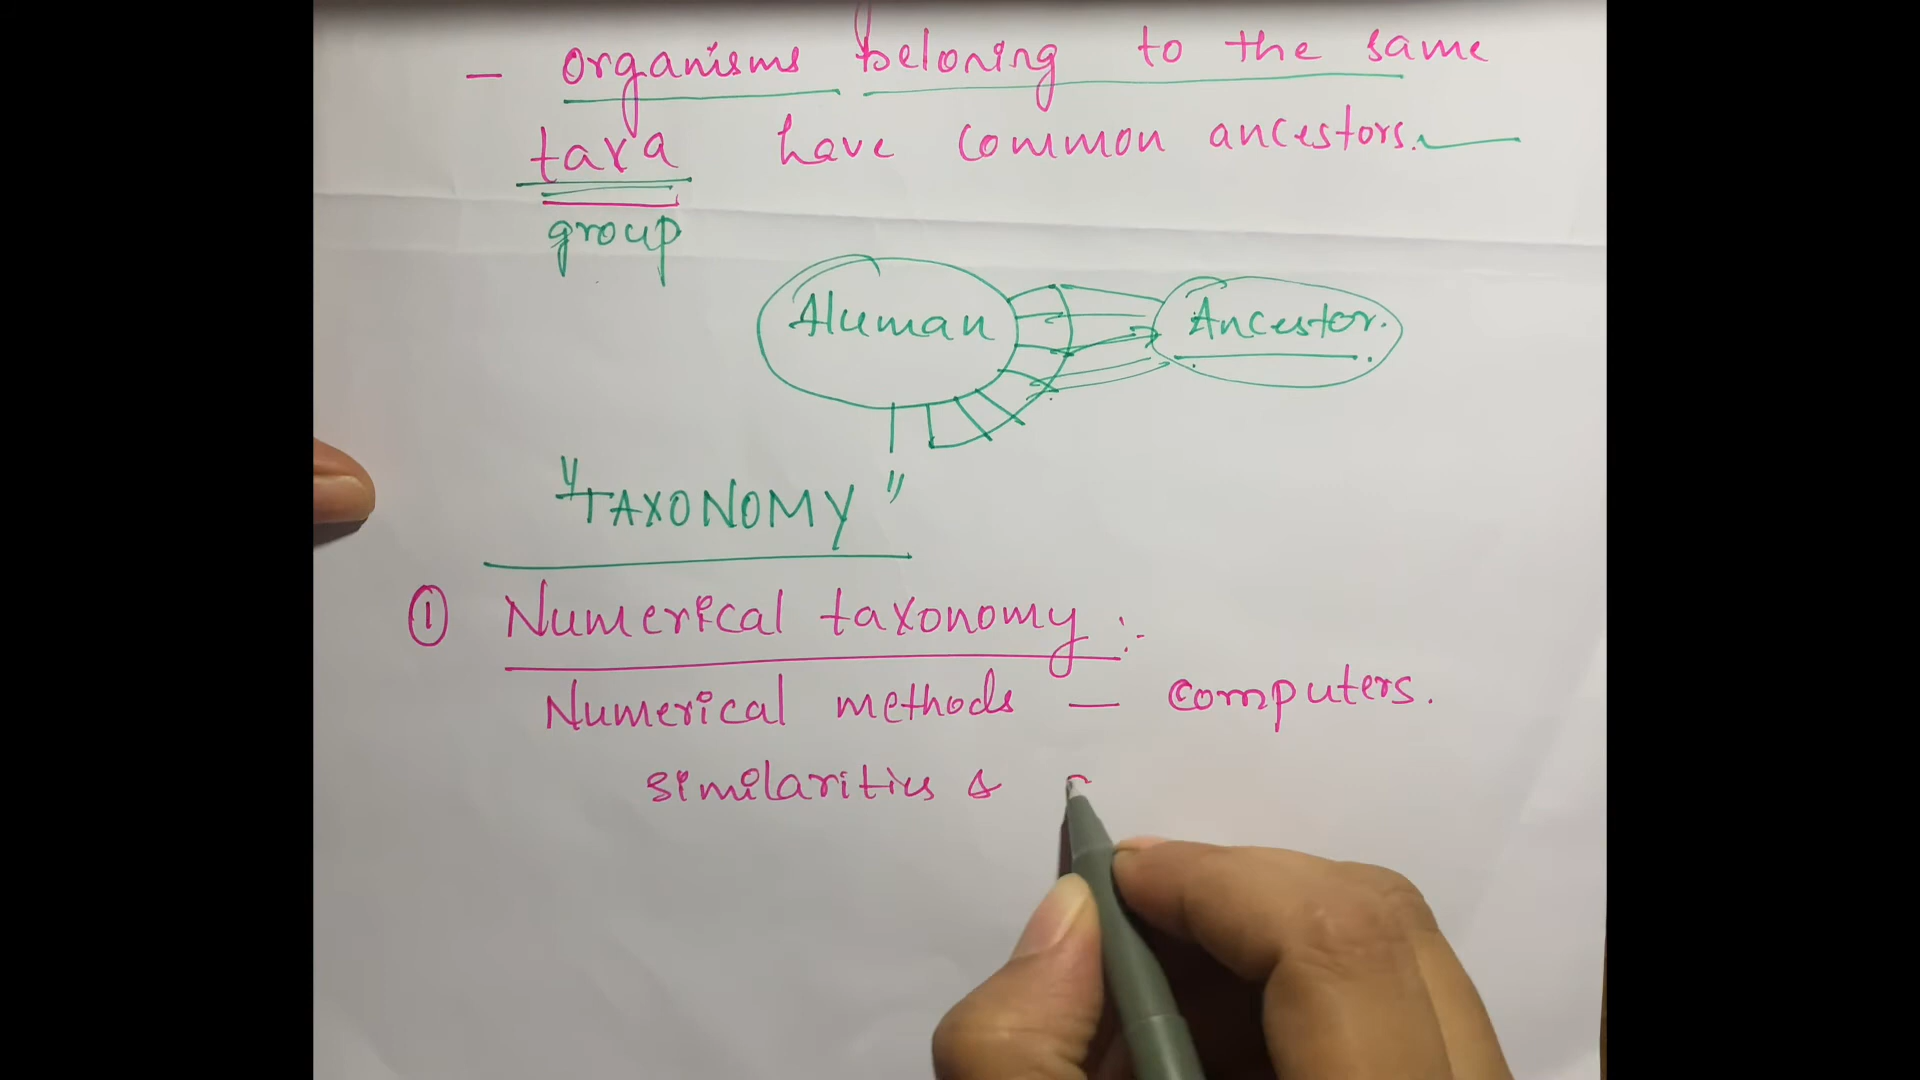 - organisms beloning to the same
taxa have common ancestors.
group
Human Ancestor.
"TAXONOMY"
① Numerical taxonomy :-
Numerical methods - computers.
similarities &